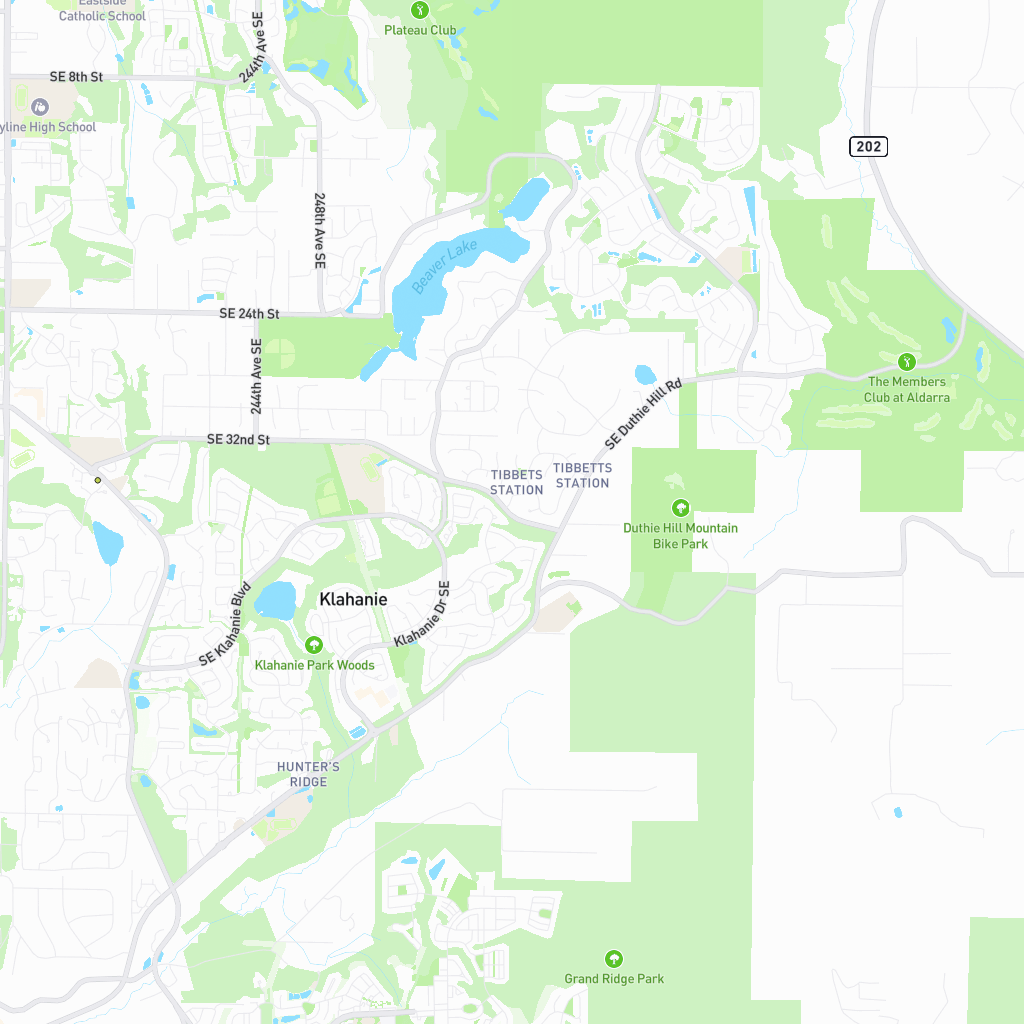 Eastside
Catholic School
Plateau Club
244th Ave SE
SE 8th St
yline High School
202
248th Ave SE
Beaver Lake
SE 24th St
244th Ave SE
The Members
Club at Aldarra
SE Duthie Hill Rd
SE 32nd St
TIBBETS
STATION
TIBBETTS
STATION
Duthie Hill Mountain
Bike Park
Klahanie
SE Klahanie Blvd
Klahanie Dr SE
Klahanie Park Woods
HUNTER'S
RIDGE
Grand Ridge Park